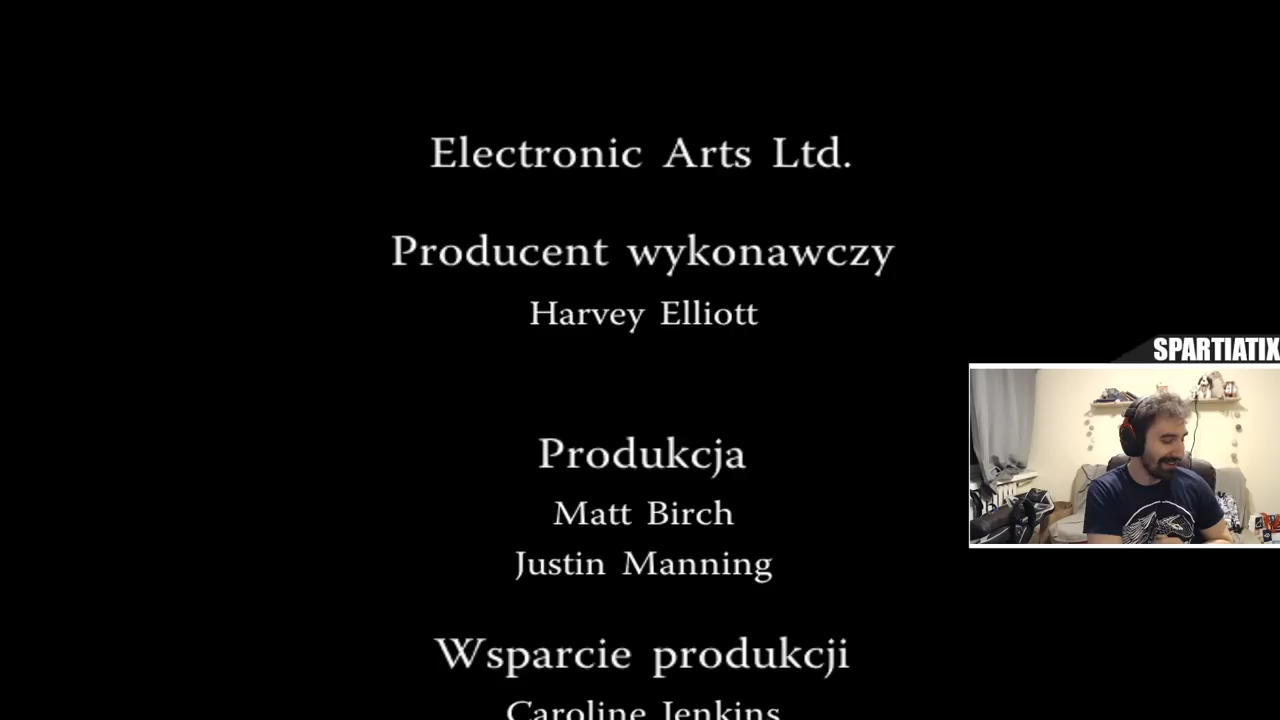 Electronic Arts Ltd.
Producent wykonawczy
Harvey Elliott
SPARTIATIX
Produkcja
Matt Birch
Justin Manning
Wsparcie produkcji
Caroline Jenkins